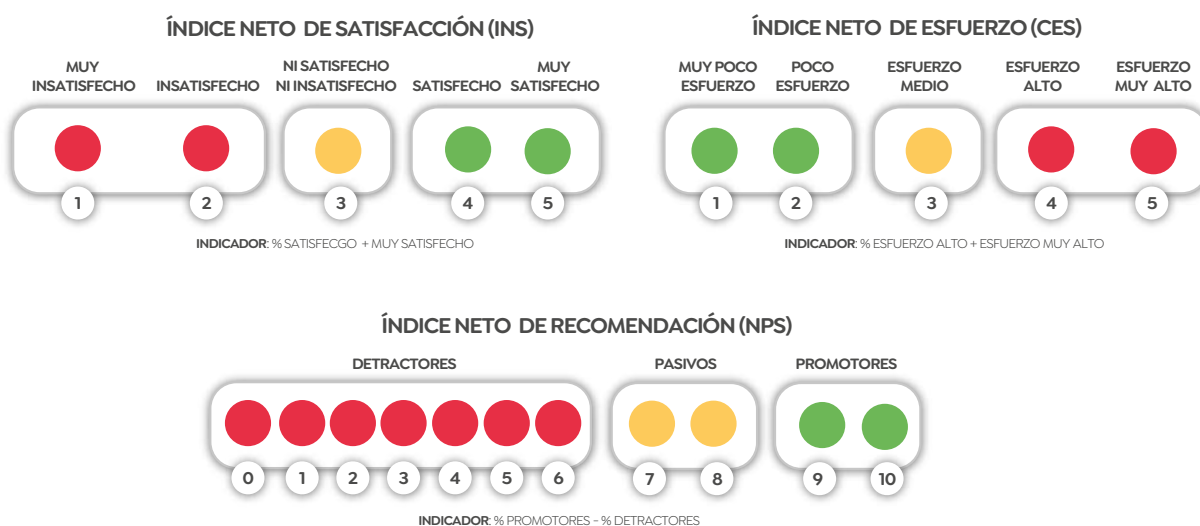 ÍNDICE NETO DE SATISFACCIÓN (INS)
MUY INSATISFECHO
INSATISFECHO
NI SATISFECHO NI INSATISFECHO
SATISFECHO
MUY SATISFECHO
1 2 3 4 5
INDICADOR: % SATISFECGO + MUY SATISFECHO
ÍNDICE NETO DE ESFUERZO (CES)
MUY POCO ESFUERZO
POCO ESFUERZO
ESFUERZO MEDIO
ESFUERZO ALTO
ESFUERZO MUY ALTO
1 2 3 4 5
INDICADOR: % ESFUERZO ALTO + ESFUERZO MUY ALTO
ÍNDICE NETO DE RECOMENDACIÓN (NPS)
DETRACTORES PASIVOS PROMOTORES
0 1 2 3 4 5 6 7 8 9 10
INDICADOR: % PROMOTORES - % DETRACTORES